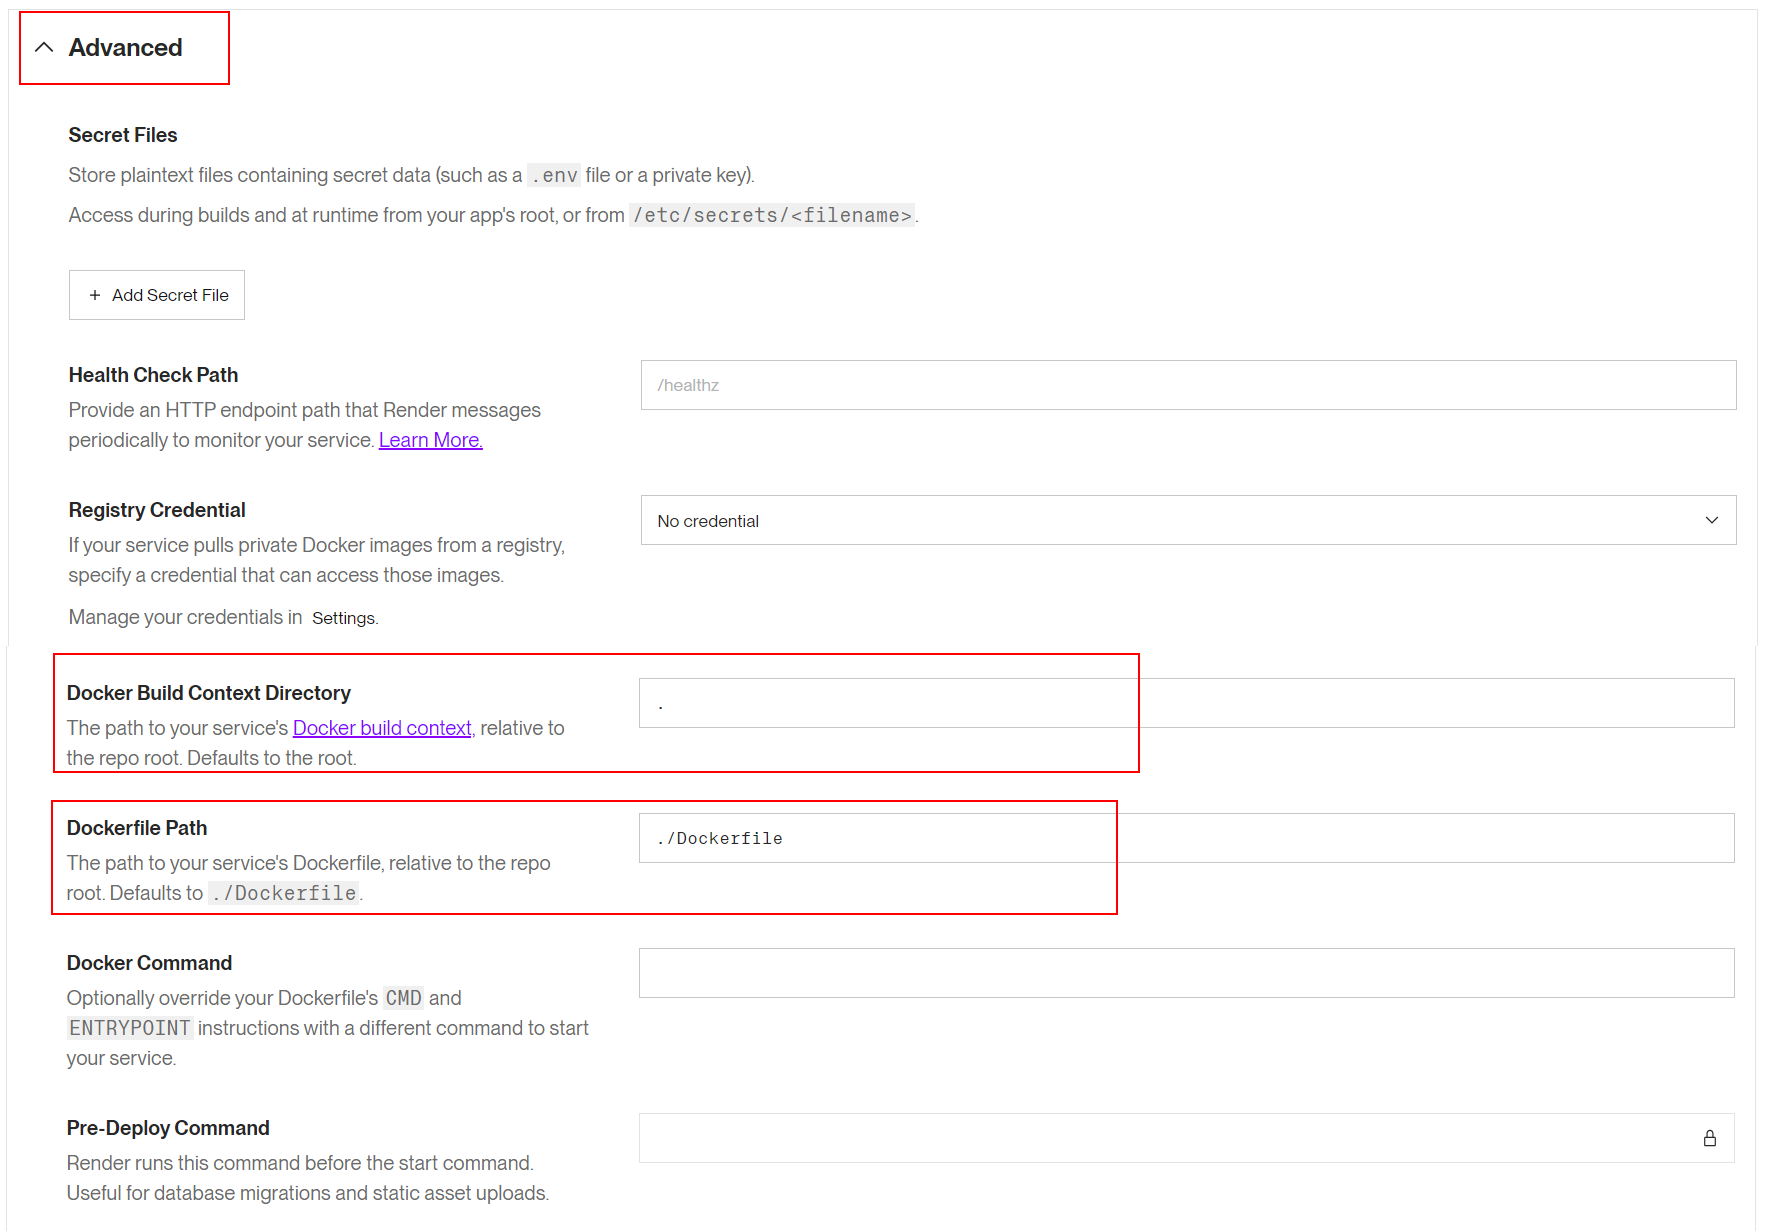 Advanced
Secret Files
Store plaintext files containing secret data (such as a .env file or a private key).
Access during builds and at runtime from your app's root, or from /etc/secrets/<filename>.
+ Add Secret File
Health Check Path
/healthz
Provide an HTTP endpoint path that Render messages
periodically to monitor your service. Learn More.
Registry Credential
No credential
If your service pulls private Docker images from a registry,
specify a credential that can access those images.
Manage your credentials in Settings.
Docker Build Context Directory
.
The path to your service's Docker build context, relative to
the repo root. Defaults to the root.
Dockerfile Path
./Dockerfile
The path to your service's Dockerfile, relative to the repo
root. Defaults to ./Dockerfile.
Docker Command
Optionally override your Dockerfile's CMD and
ENTRYPOINT instructions with a different command to start
your service.
Pre-Deploy Command
Render runs this command before the start command.
Useful for database migrations and static asset uploads.